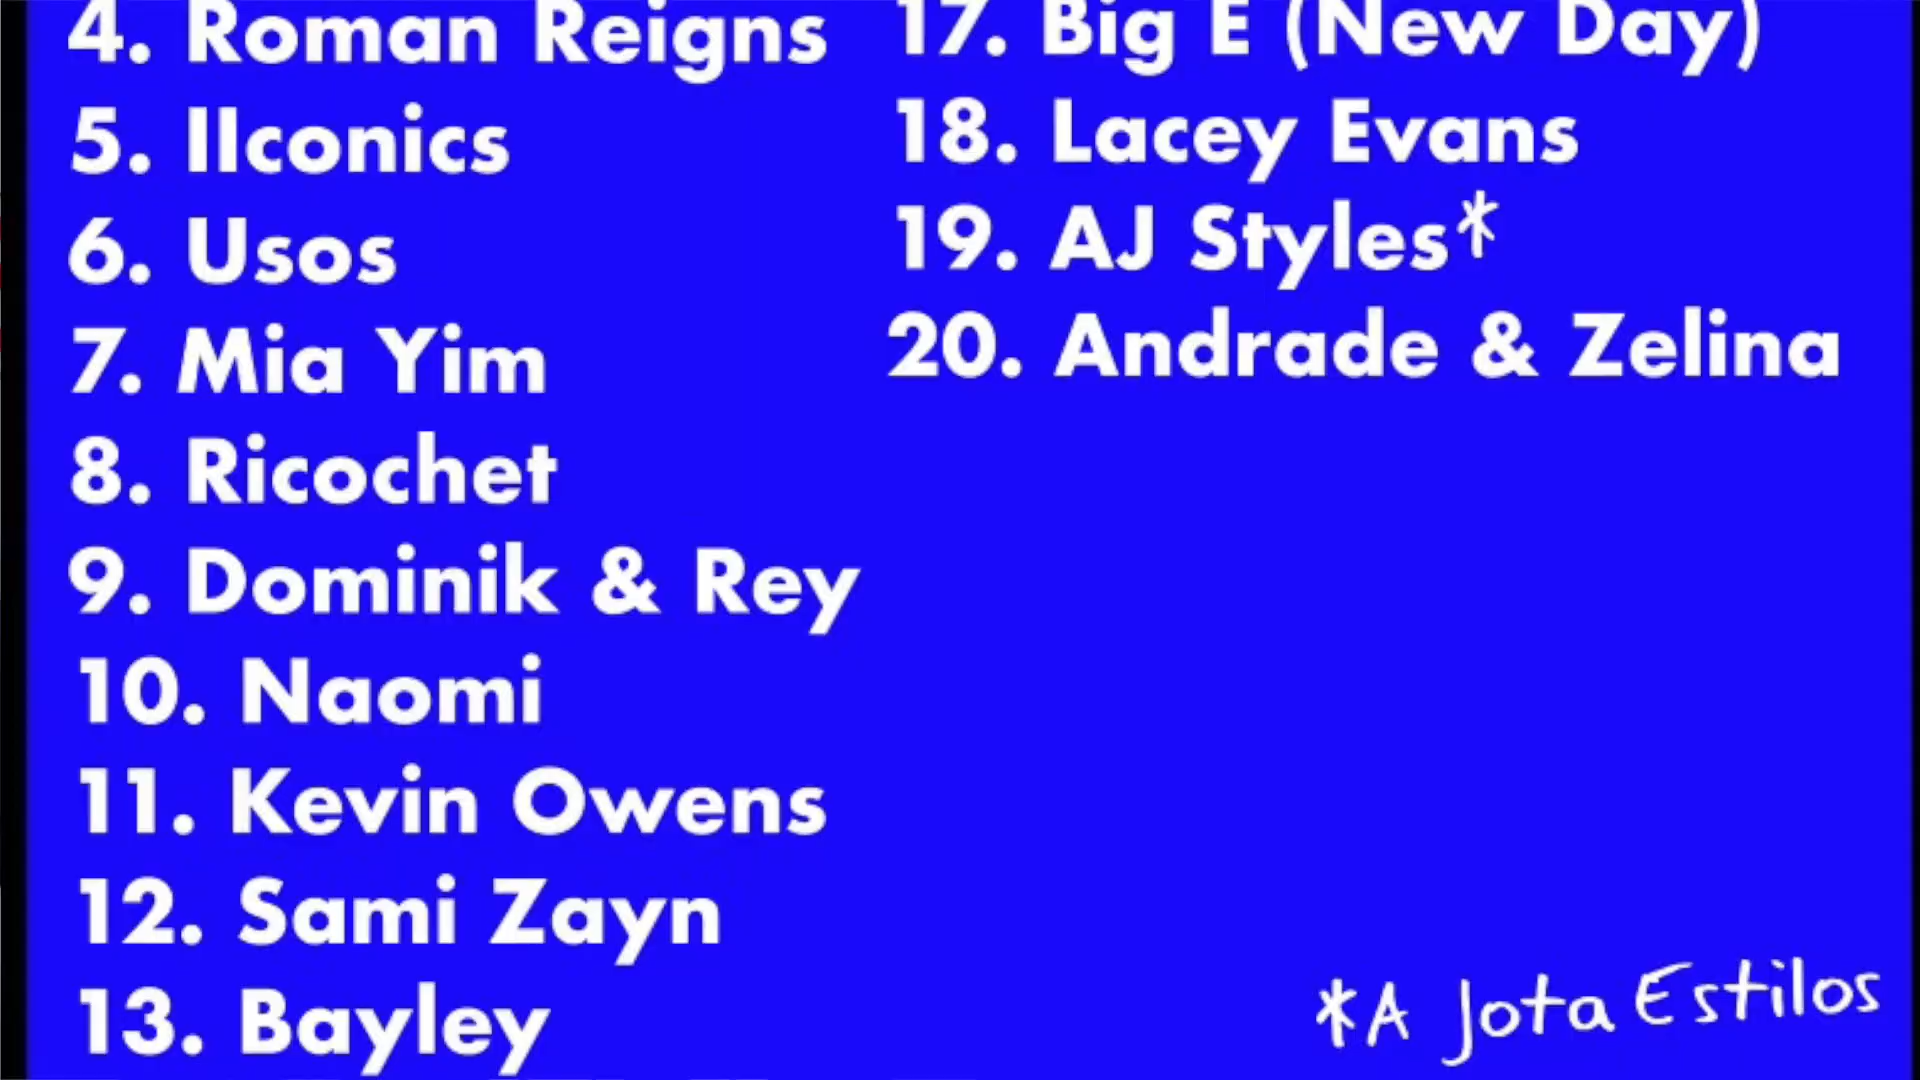 4. Roman Reigns
5. IIconics
6. Usos
7. Mia Yim
8. Ricochet
9. Dominik & Rey
10. Naomi
11. Kevin Owens
12. Sami Zayn
13. Bayley
17. Big E (New Day)
18. Lacey Evans
19. AJ Styles*
20. Andrade & Zelina
*A Jota Estilos